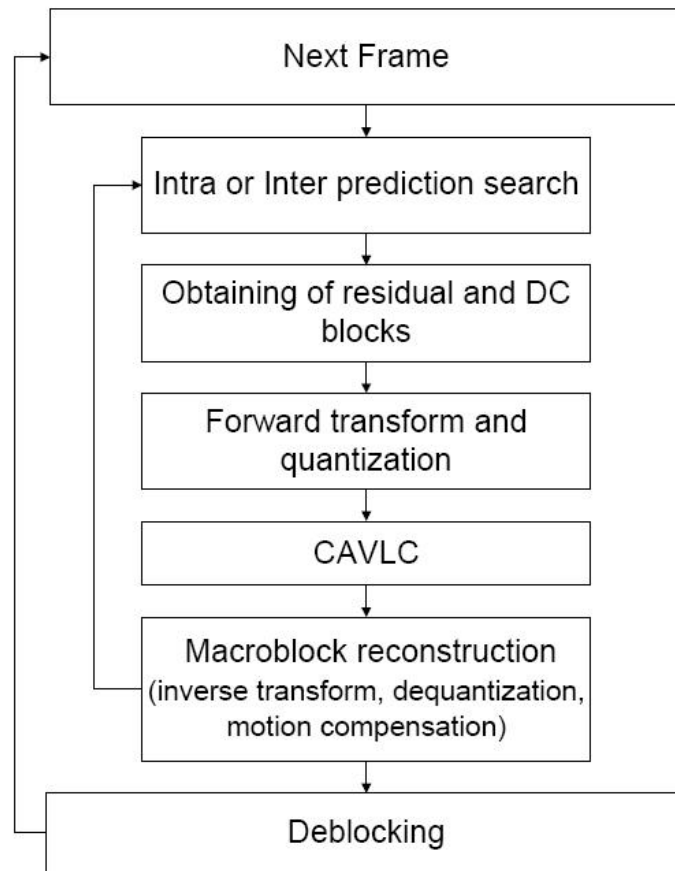 Next Frame
Intra or Inter prediction search
Obtaining of residual and DC
blocks
Forward transform and
quantization
CAVLC
Macroblock reconstruction
(inverse transform, dequantization,
motion compensation)
Deblocking